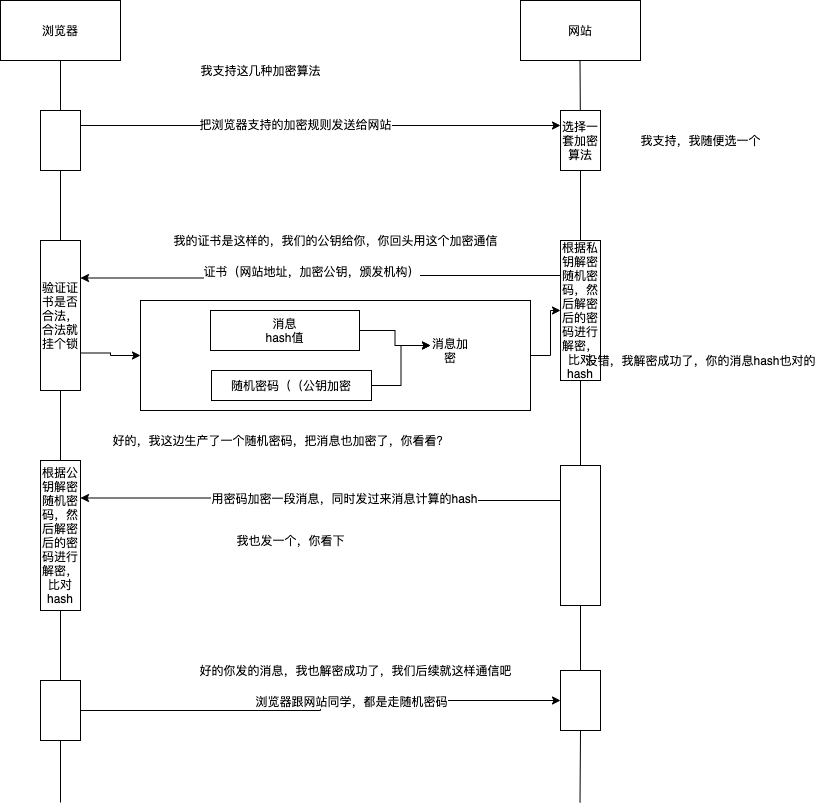 浏览器
网站
我支持这几种加密算法
把浏览器支持的加密规则发送给网站
选择一
套加密
算法
我支持，我随便选一个
我的证书是这样的，我们的公钥给你，你回头用这个加密通信
证书（网站地址，加密公钥，颁发机构）
验证证
书是否
合法，
合法就
挂个锁
根据私
钥解密
随机密
码，然
后解密
后的密
码进行
解密，
比对
hash
消息
hash值
消息加
密
随机密码（（公钥加密
没错，我解密成功了，你的消息hash也对的
好的，我这边生产了一个随机密码，把消息也加密了，你看看？
根据公
钥解密
随机密
码，然
后解密
后的密
码进行
解密，
比对
hash
用密码加密一段消息，同时发过来消息计算的hash
我也发一个，你看下
好的你发的消息，我也解密成功了，我们后续就这样通信吧
浏览器跟网站同学，都是走随机密码